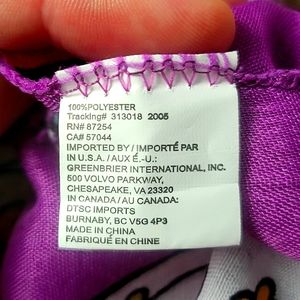 100%POLYESTER
Tracking# 313018 2005
RN# 87254
CA# 57044
IMPORTED BY / IMPORTÉ PAR
IN U.S.A. / AUX É.-U.:
GREENBRIER INTERNATIONAL, INC.
500 VOLVO PARKWAY,
CHESAPEAKE, VA 23320
IN CANADA / AU CANADA:
DTSC IMPORTS
BURNABY, BC V5G 4P3
MADE IN CHINA
FABRIQUÉ EN CHINE